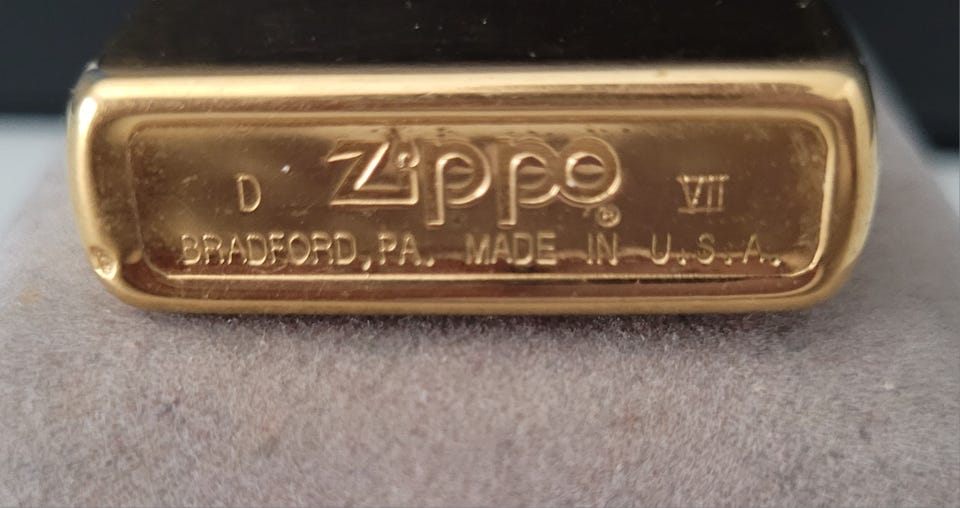 D Zippo ® VII
BRADFORD, PA. MADE IN U.S.A.